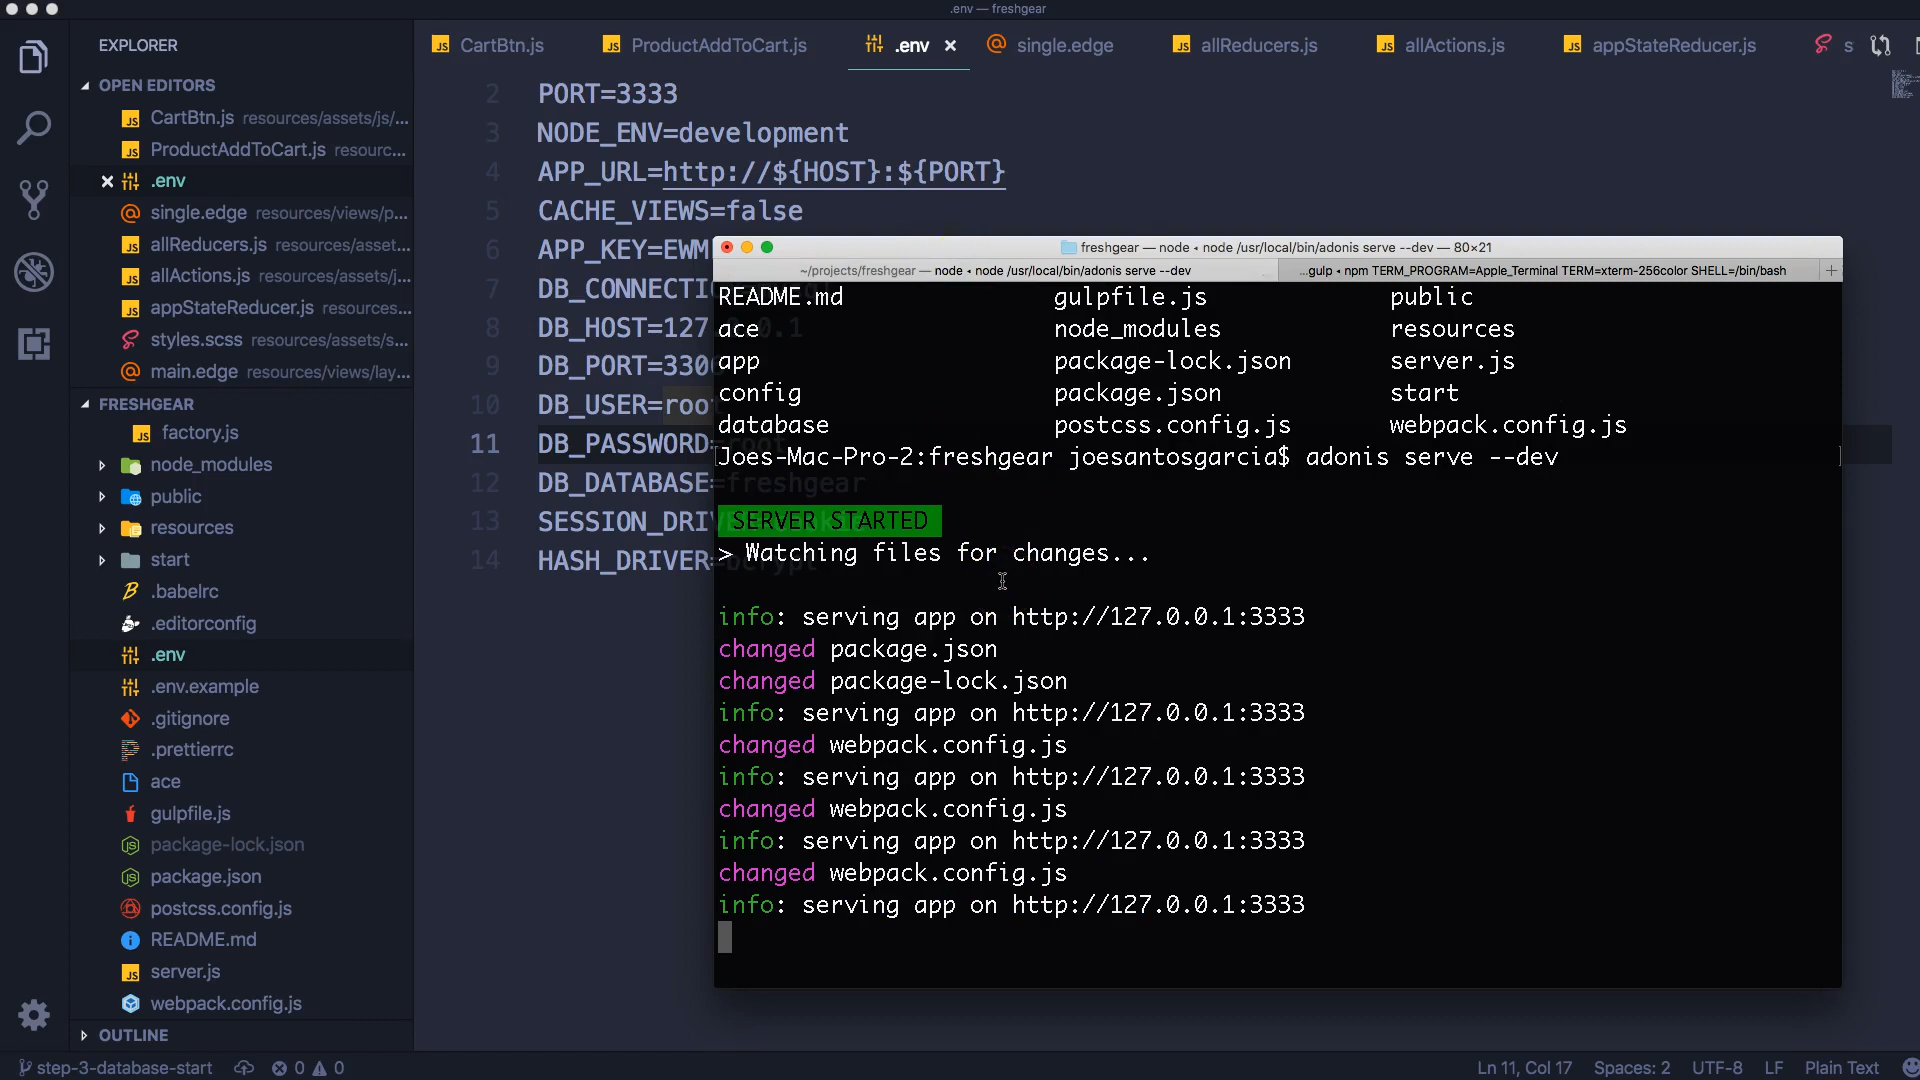 .env — freshgear
EXPLORER
OPEN EDITORS
CartBtn.js resources/assets/js/...
ProductAddToCart.js resourc...
.env
single.edge resources/views/p...
allReducers.js resources/asset...
allActions.js resources/assets/j...
appStateReducer.js resources...
styles.scss resources/assets/s...
main.edge resources/views/lay...
FRESHGEAR
factory.js
node_modules
public
resources
start
.babelrc
.editorconfig
.env
.env.example
.gitignore
.prettierrc
ace
gulpfile.js
package-lock.json
package.json
postcss.config.js
README.md
server.js
webpack.config.js
OUTLINE
CartBtn.js ProductAddToCart.js .env single.edge allReducers.js allActions.js appStateReducer.js s
2 PORT=3333
3 NODE_ENV=development
4 APP_URL=http://${HOST}:${PORT}
5 CACHE_VIEWS=false
6 APP_KEY=EWM
7 DB_CONNECTI
8 DB_HOST=127.0.0.1
9 DB_PORT=3306
10 DB_USER=root
11 DB_PASSWORD=root
12 DB_DATABASE=freshgear
13 SESSION_DRIV
14 HASH_DRIVER=bcrypt
freshgear — node ◂ node /usr/local/bin/adonis serve --dev — 80×21
~/projects/freshgear — node ◂ node /usr/local/bin/adonis serve --dev ...gulp ◂ npm TERM_PROGRAM=Apple_Terminal TERM=xterm-256color SHELL=/bin/bash
README.md gulpfile.js public
ace node_modules resources
app package-lock.json server.js
config package.json start
database postcss.config.js webpack.config.js
[Joes-Mac-Pro-2:freshgear joesantosgarcia$ adonis serve --dev ]
SERVER STARTED
> Watching files for changes...
info: serving app on http://127.0.0.1:3333
changed package.json
changed package-lock.json
info: serving app on http://127.0.0.1:3333
changed webpack.config.js
info: serving app on http://127.0.0.1:3333
changed webpack.config.js
info: serving app on http://127.0.0.1:3333
changed webpack.config.js
info: serving app on http://127.0.0.1:3333
step-3-database-start 0 0 Ln 11, Col 17 Spaces: 2 UTF-8 LF Plain Text